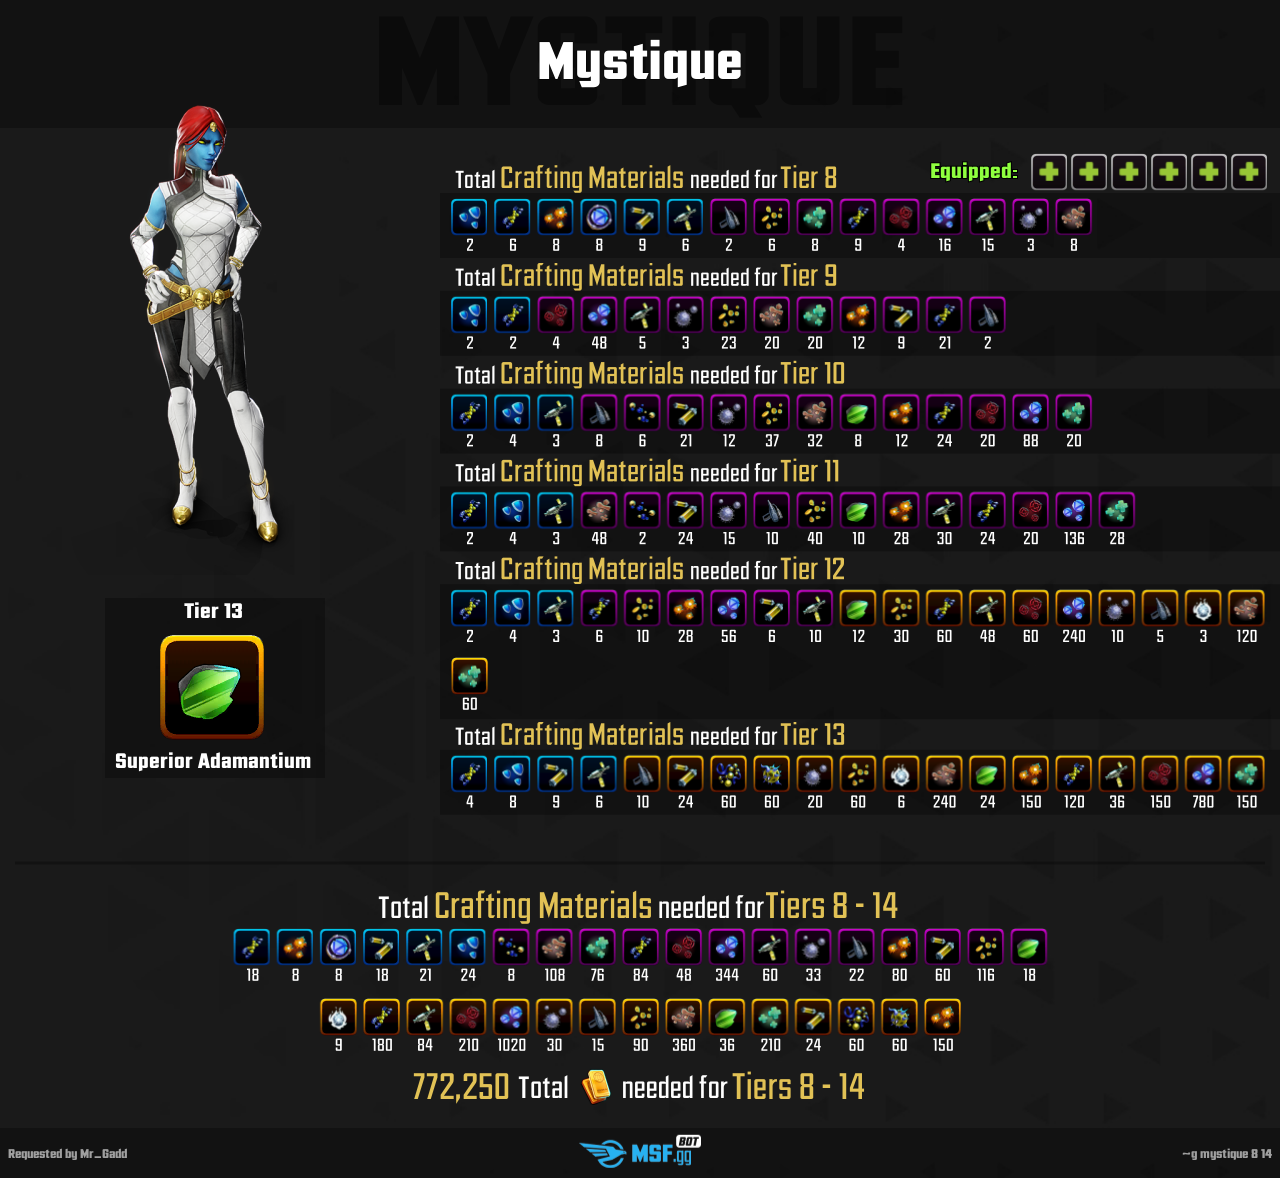 MYSTIQUE
Mystique
Equipped:
Total Crafting Materials needed for Tier 8
2 6 8 8 9 6 2 6 8 9 4 16 15 3 8
Total Crafting Materials needed for Tier 9
2 2 4 48 5 3 23 20 20 12 9 21 2
Total Crafting Materials needed for Tier 10
2 4 3 8 6 21 12 37 32 8 12 24 20 88 20
Total Crafting Materials needed for Tier 11
2 4 3 48 2 24 15 10 40 10 28 30 24 20 136 28
Total Crafting Materials needed for Tier 12
2 4 3 6 10 28 56 6 10 12 30 60 48 60 240 10 5 3 120
60
Tier 13
Superior Adamantium
Total Crafting Materials needed for Tier 13
4 8 9 6 10 24 60 60 20 60 6 240 24 150 120 36 150 780 150
Total Crafting Materials needed for Tiers 8 - 14
18 8 8 18 21 24 8 108 76 84 48 344 60 33 22 80 60 116 18
9 180 84 210 1020 30 15 90 360 36 210 24 60 60 150
772,250 Total needed for Tiers 8 - 14
Requested by Mr_Gadd
MSF.gg BOT
~g mystique 8 14